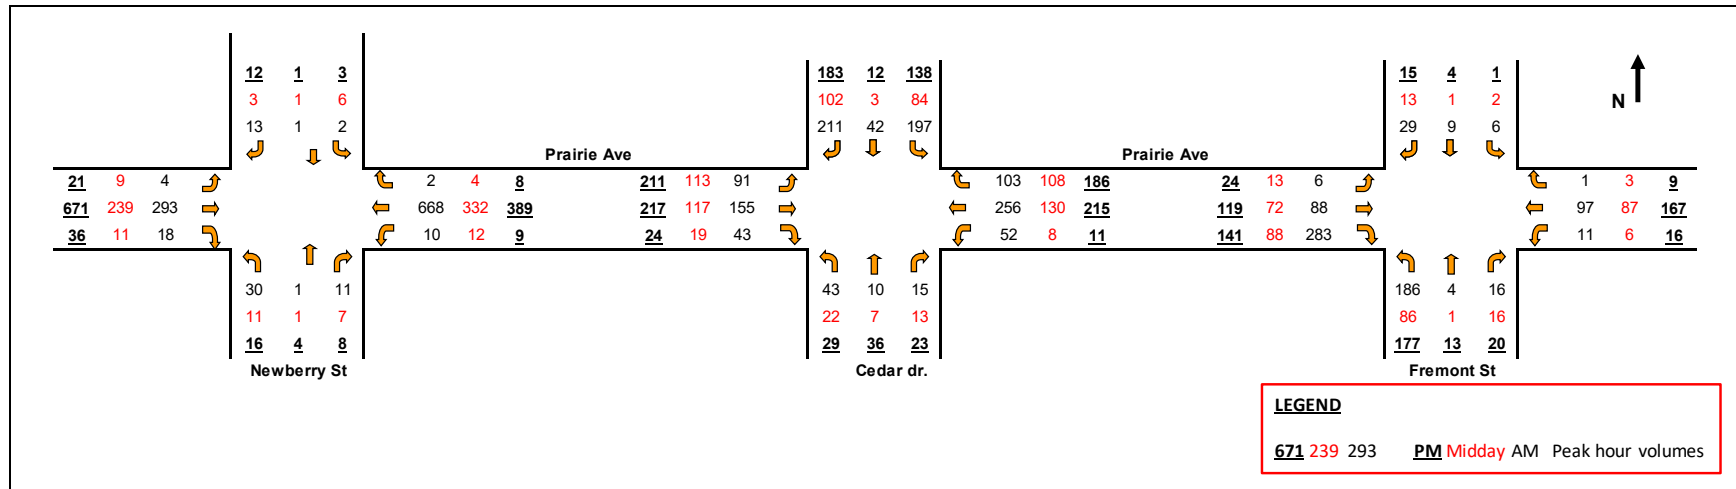 12 1 3 183 12 138 15 4 1
3 1 6 102 3 84 13 1 2 N
13 1 2 211 42 197 29 9 6
Prairie Ave Prairie Ave
21 9 4 2 4 8 211 113 91 103 108 186 24 13 6 1 3 9
671 239 293 668 332 389 217 117 155 256 130 215 119 72 88 97 87 167
36 11 18 10 12 9 24 19 43 52 8 11 141 88 283 11 6 16
30 1 11 43 10 15 186 4 16
11 1 7 22 7 13 86 1 16
16 4 8 29 36 23 177 13 20
Newberry St Cedar dr. Fremont St
LEGEND
671 239 293 PM Midday AM Peak hour volumes